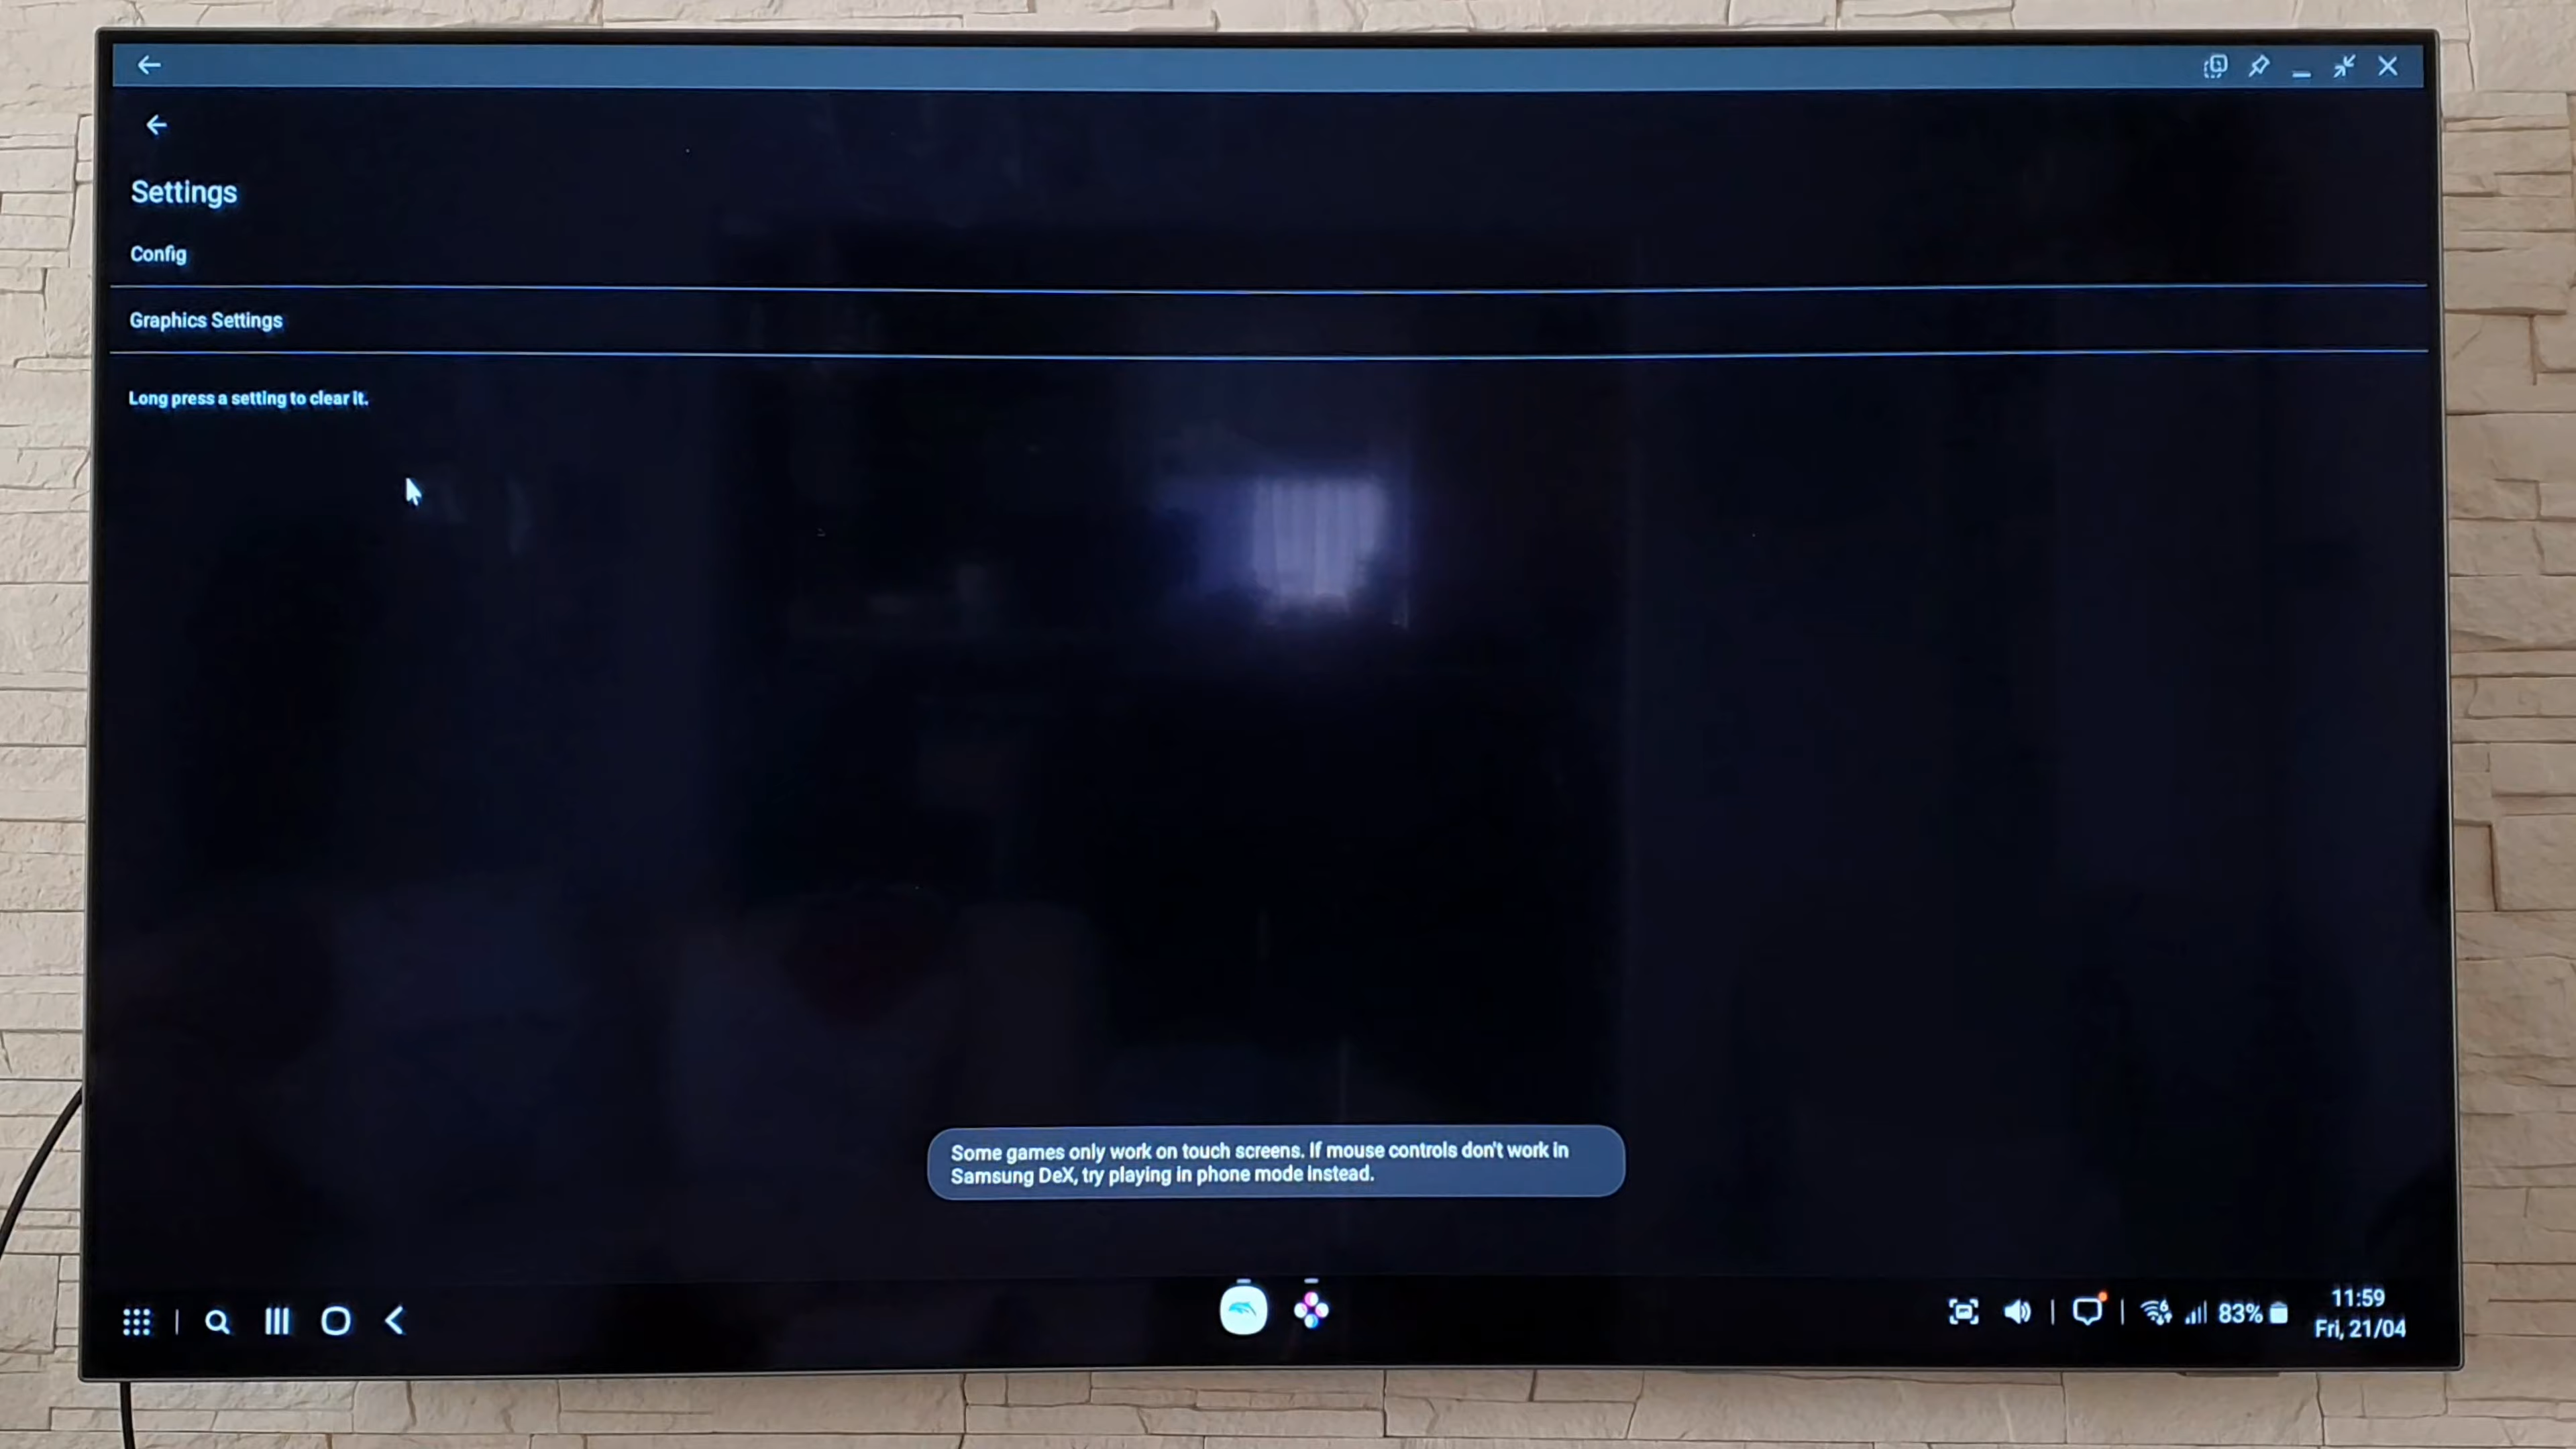 Settings
Config
Graphics Settings
Long press a setting to clear it.
Some games only work on touch screens. If mouse controls don't work in
Samsung DeX, try playing in phone mode instead.
83%
11:59
Fri, 21/04